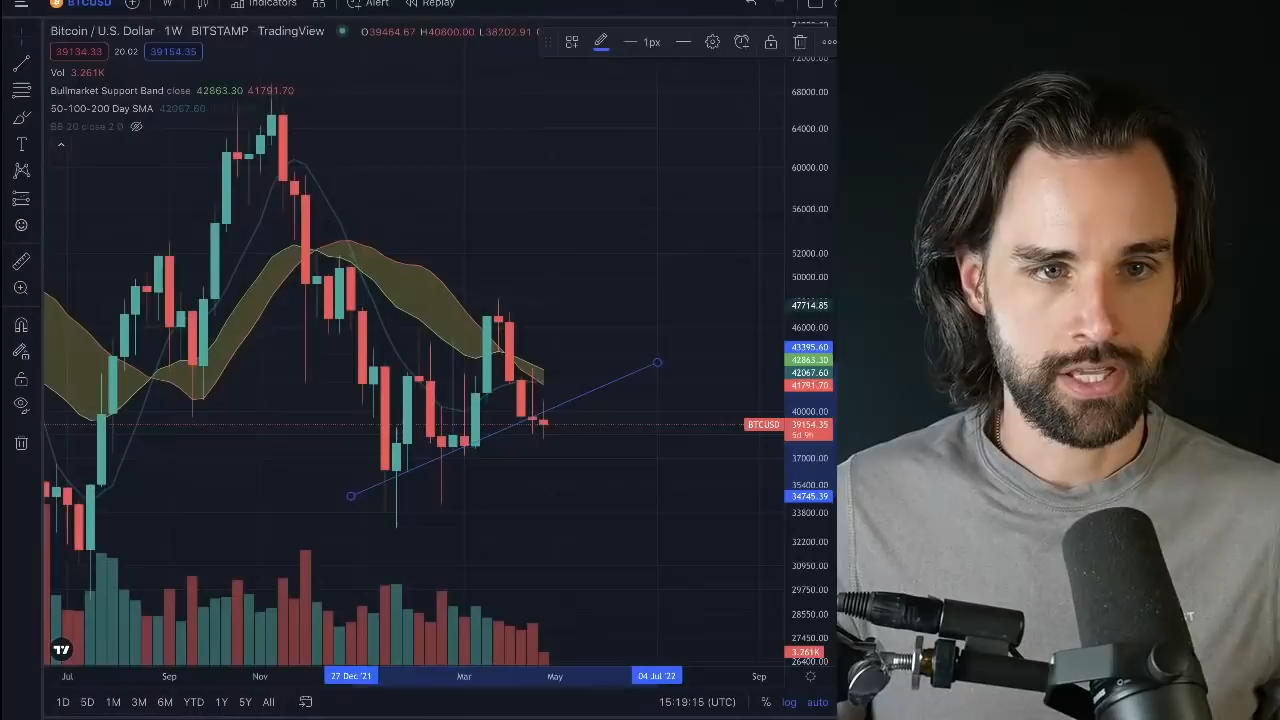 BTCUSD W Indicators Alert Replay
Bitcoin / U.S. Dollar · 1W · BITSTAMP · TradingView O39464.67 H40800.00 L38202.91
1px
39134.33 20.02 39154.35
Vol 3.261K
Bullmarket Support Band close 42863.30 41791.70
50-100-200 Day SMA 42067.60
BB 20 close 2 0
72000.00
68000.00
64000.00
60000.00
56000.00
52000.00
50000.00
47714.85
46000.00
43395.60
42863.30
42067.60
41791.70
40000.00
BTCUSD 39154.35
5d 9h
37000.00
35400.00
34745.39
33800.00
32200.00
30950.00
29750.00
28550.00
27450.00
3.261K
26400.00
Jul Sep Nov 27 Dec '21 Mar May 04 Jul '22 Sep
1D 5D 1M 3M 6M YTD 1Y 5Y All 15:19:15 (UTC) % log auto